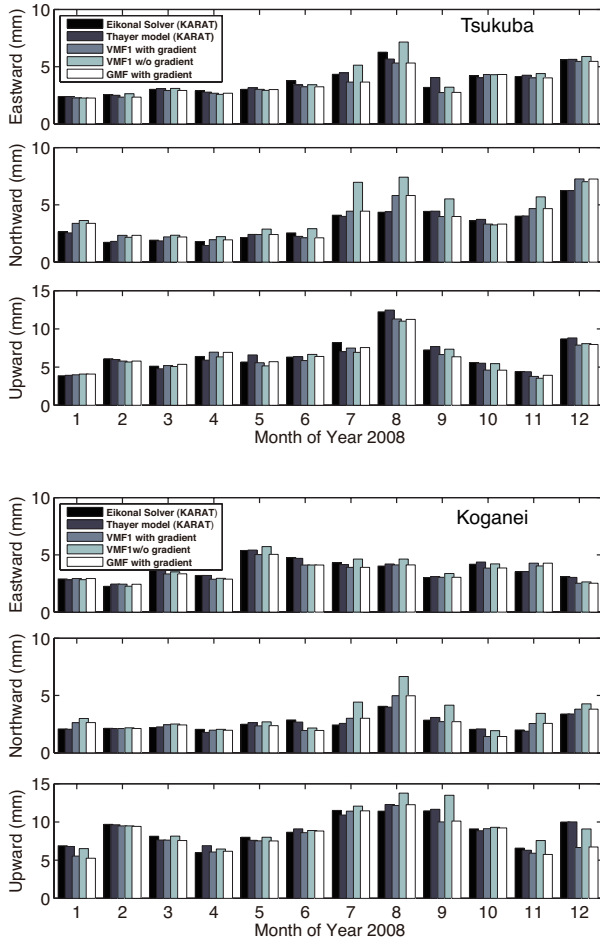 Eikonal Solver (KARAT)
Thayer model (KARAT)
VMF1 with gradient
VMF1 w/o gradient
GMF with gradient
Tsukuba
10
5
0
Eastward (mm)
10
5
0
Northward (mm)
15
10
5
0
Upward (mm)
1 2 3 4 5 6 7 8 9 10 11 12
Month of Year 2008
Eikonal Solver (KARAT)
Thayer model (KARAT)
VMF1 with gradient
VMF1w/o gradient
GMF with gradient
Koganei
10
5
0
Eastward (mm)
10
5
0
Northward (mm)
15
10
5
0
Upward (mm)
1 2 3 4 5 6 7 8 9 10 11 12
Month of Year 2008